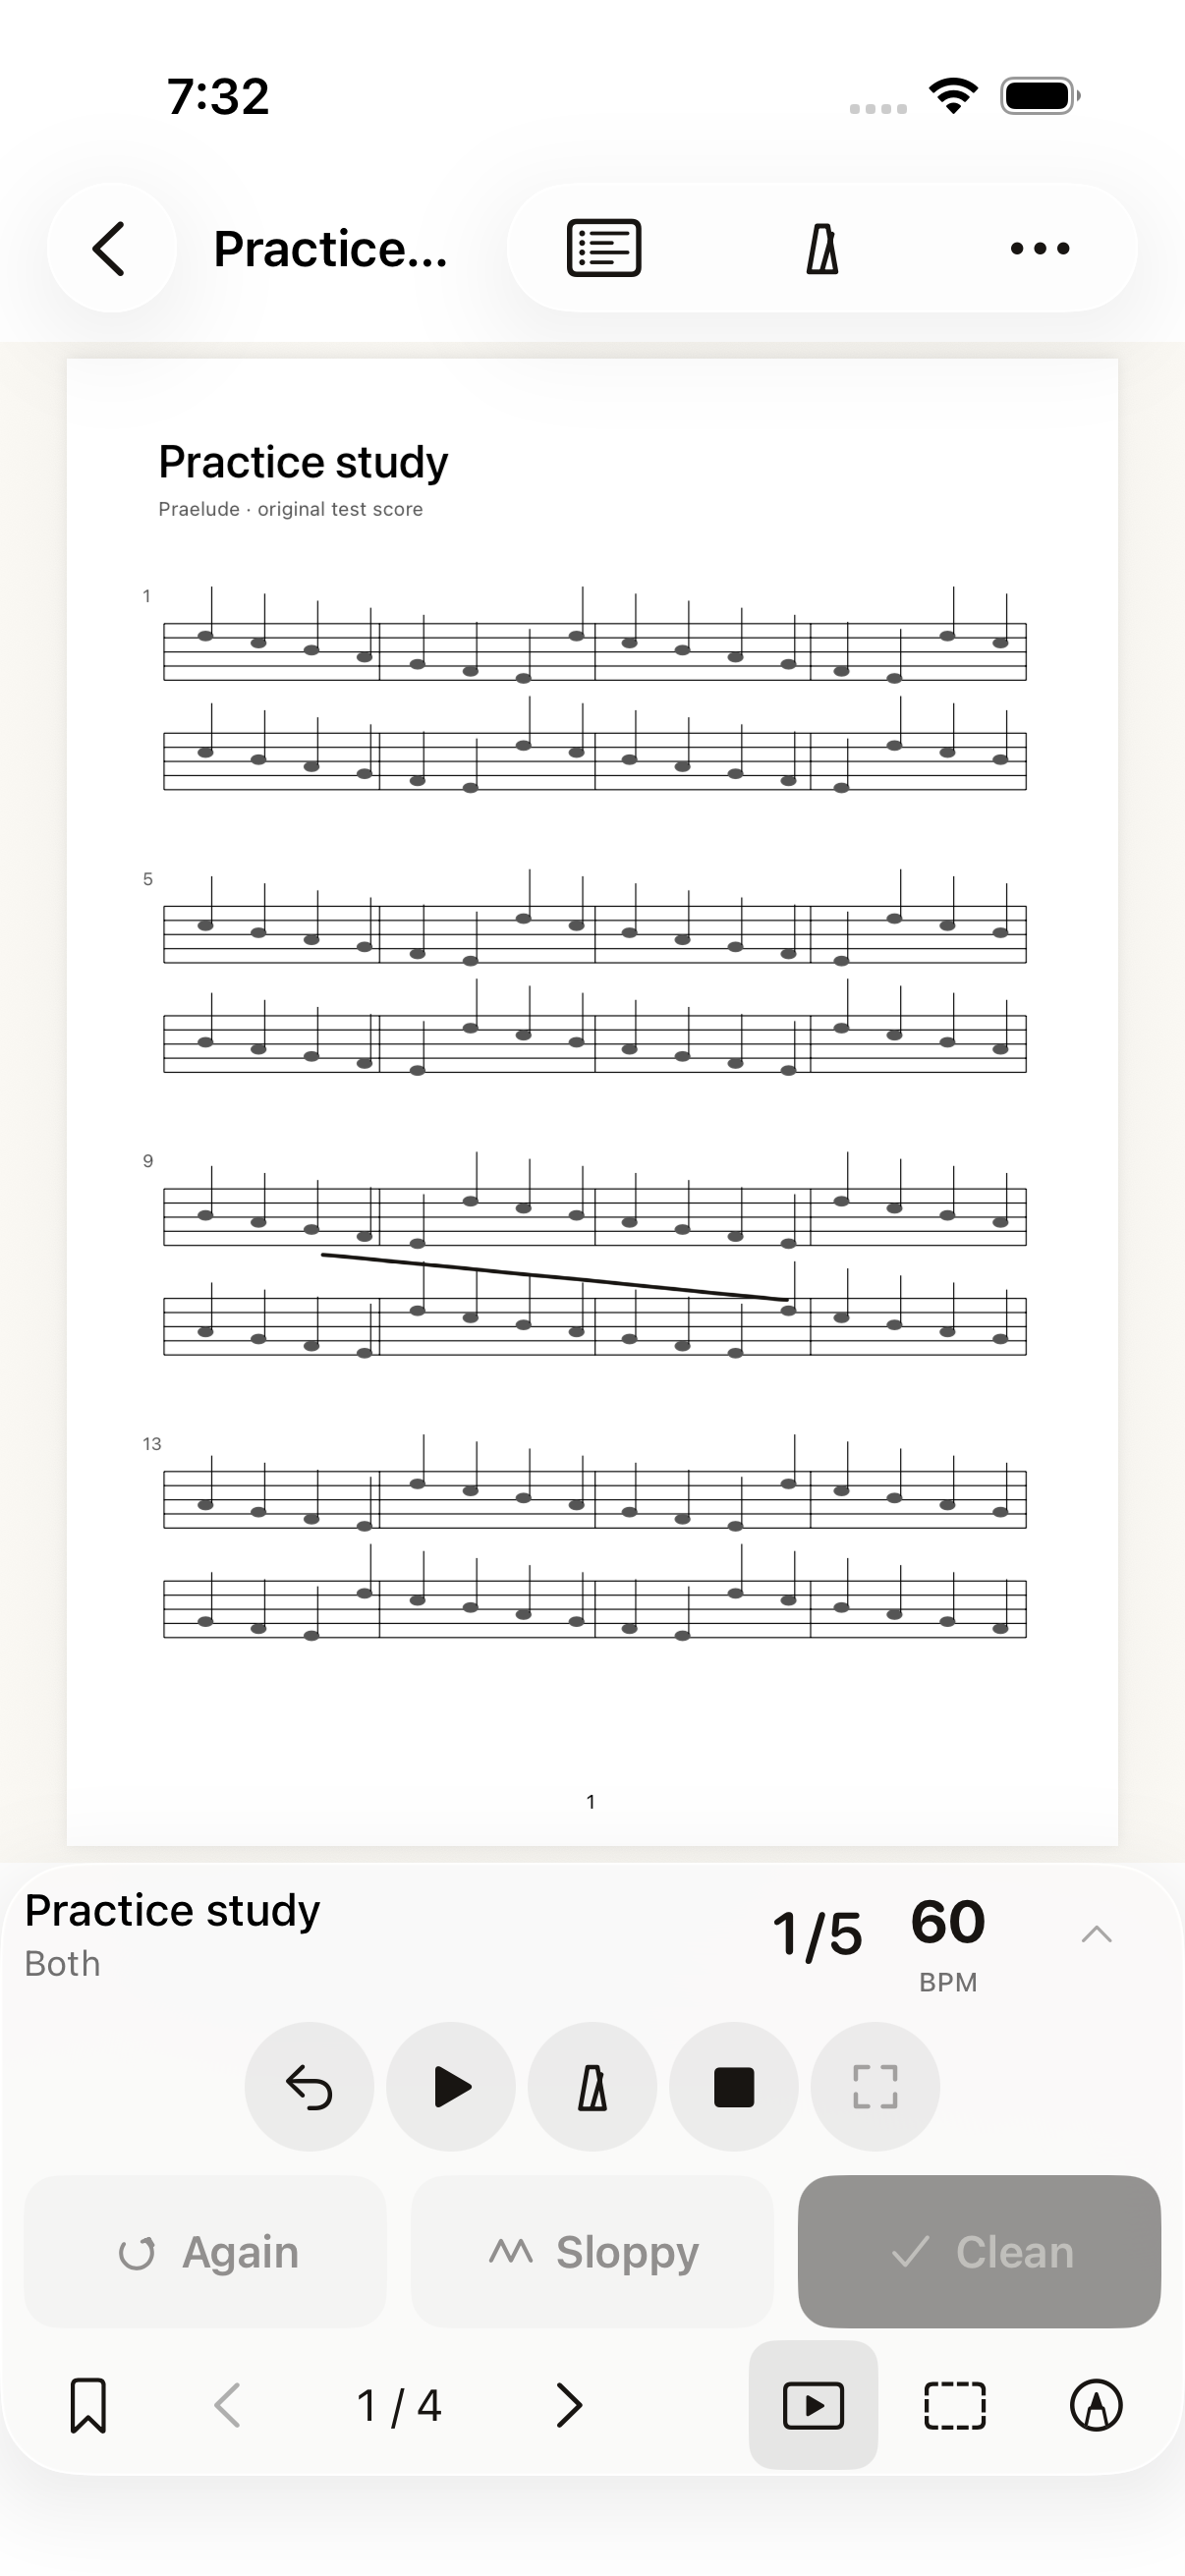 7:32
Practice...
Practice study
Praelude · original test score
1
5
9
13
1
Practice study
Both
1/5
60
BPM
Again
Sloppy
Clean
1 / 4